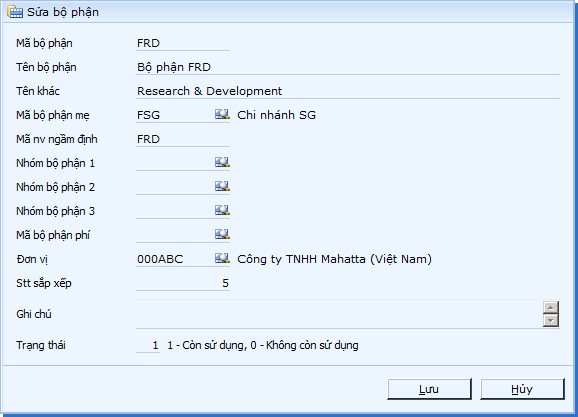 Sửa bộ phận
Mã bộ phận FRD
Tên bộ phận Bộ phận FRD
Tên khác Research & Development
Mã bộ phận mẹ FSG Chi nhánh SG
Mã nv ngầm định FRD
Nhóm bộ phận 1
Nhóm bộ phận 2
Nhóm bộ phận 3
Mã bộ phận phí
Đơn vị 000ABC Công ty TNHH Mahatta (Việt Nam)
Stt sắp xếp 5
Ghi chú
Trạng thái 1 1 - Còn sử dụng, 0 - Không còn sử dụng
Lưu Hủy